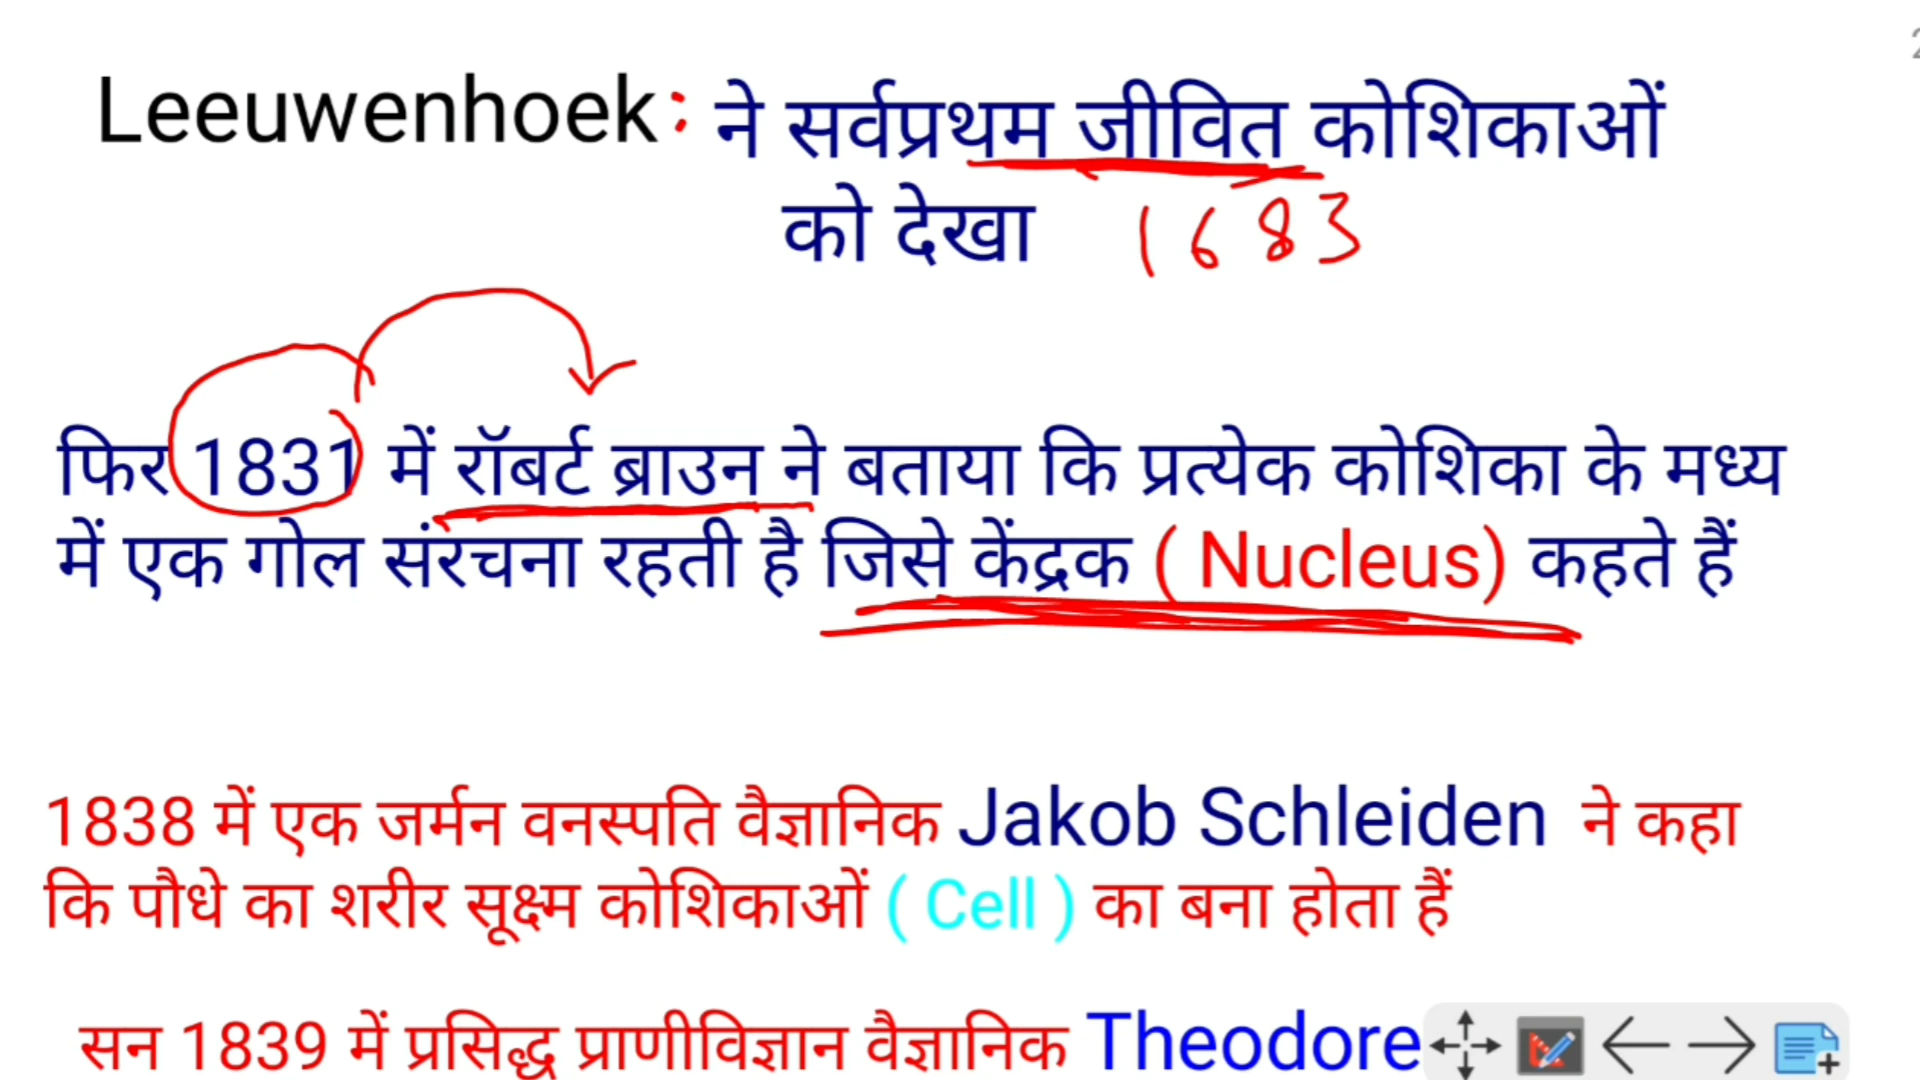 Leeuwenhoek: ने सर्वप्रथम जीवित कोशिकाओं
को देखा 1683
फिर 1831 में रॉबर्ट ब्राउन ने बताया कि प्रत्येक कोशिका के मध्य
में एक गोल संरचना रहती है जिसे केंद्रक ( Nucleus) कहते हैं
1838 में एक जर्मन वनस्पति वैज्ञानिक Jakob Schleiden ने कहा
कि पौधे का शरीर सूक्ष्म कोशिकाओं ( Cell ) का बना होता हैं
सन 1839 में प्रसिद्ध प्राणीविज्ञान वैज्ञानिक Theodore